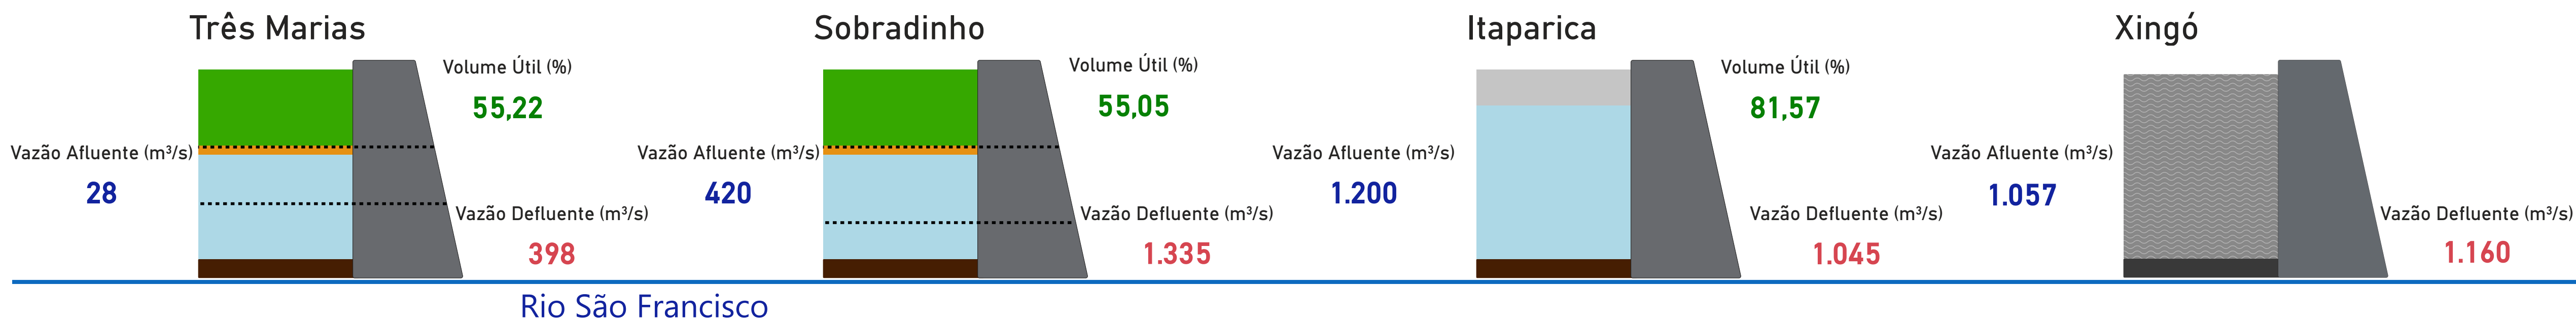 Três Marias
Volume Útil (%)
55,22
Vazão Afluente (m³/s)
28
Vazão Defluente (m³/s)
398
Sobradinho
Volume Útil (%)
55,05
Vazão Afluente (m³/s)
420
Vazão Defluente (m³/s)
1.335
Itaparica
Volume Útil (%)
81,57
Vazão Afluente (m³/s)
1.200
Vazão Defluente (m³/s)
1.045
Xingó
Vazão Afluente (m³/s)
1.057
Vazão Defluente (m³/s)
1.160
Rio São Francisco